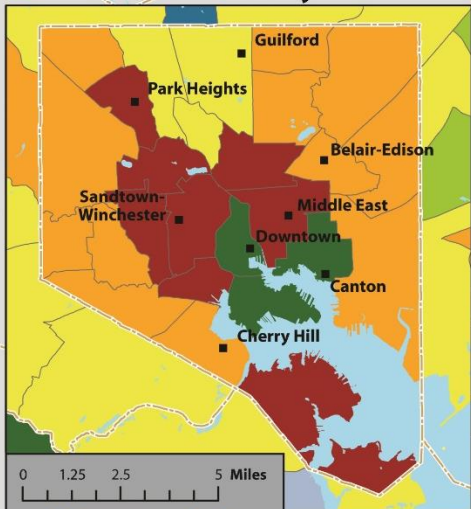 Guilford
Park Heights
Belair-Edison
Sandtown-
Winchester
Middle East
Downtown
Canton
Cherry Hill
0 1.25 2.5 5 Miles